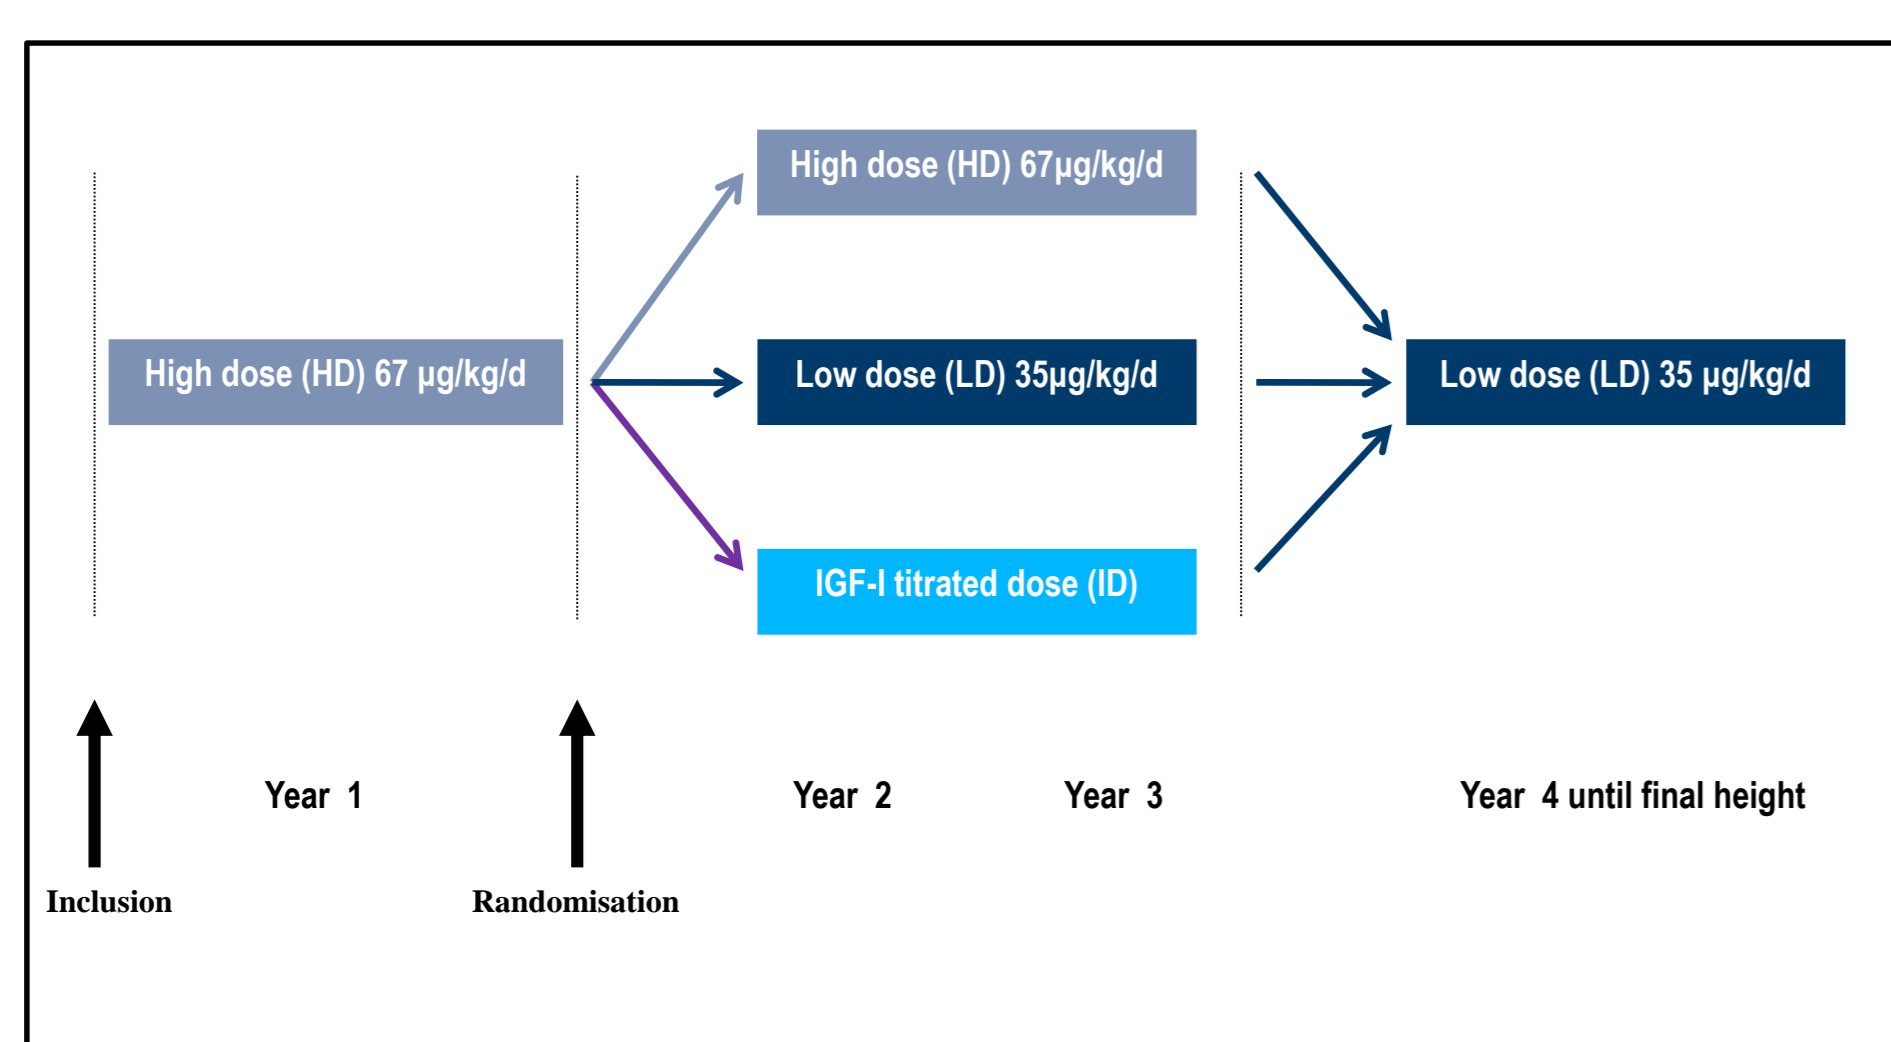 High dose (HD) 67µg/kg/d
High dose (HD) 67 µg/kg/d
Low dose (LD) 35µg/kg/d
Low dose (LD) 35 µg/kg/d
IGF-I titrated dose (ID)
Year 1
Year 2
Year 3
Year 4 until final height
Inclusion
Randomisation